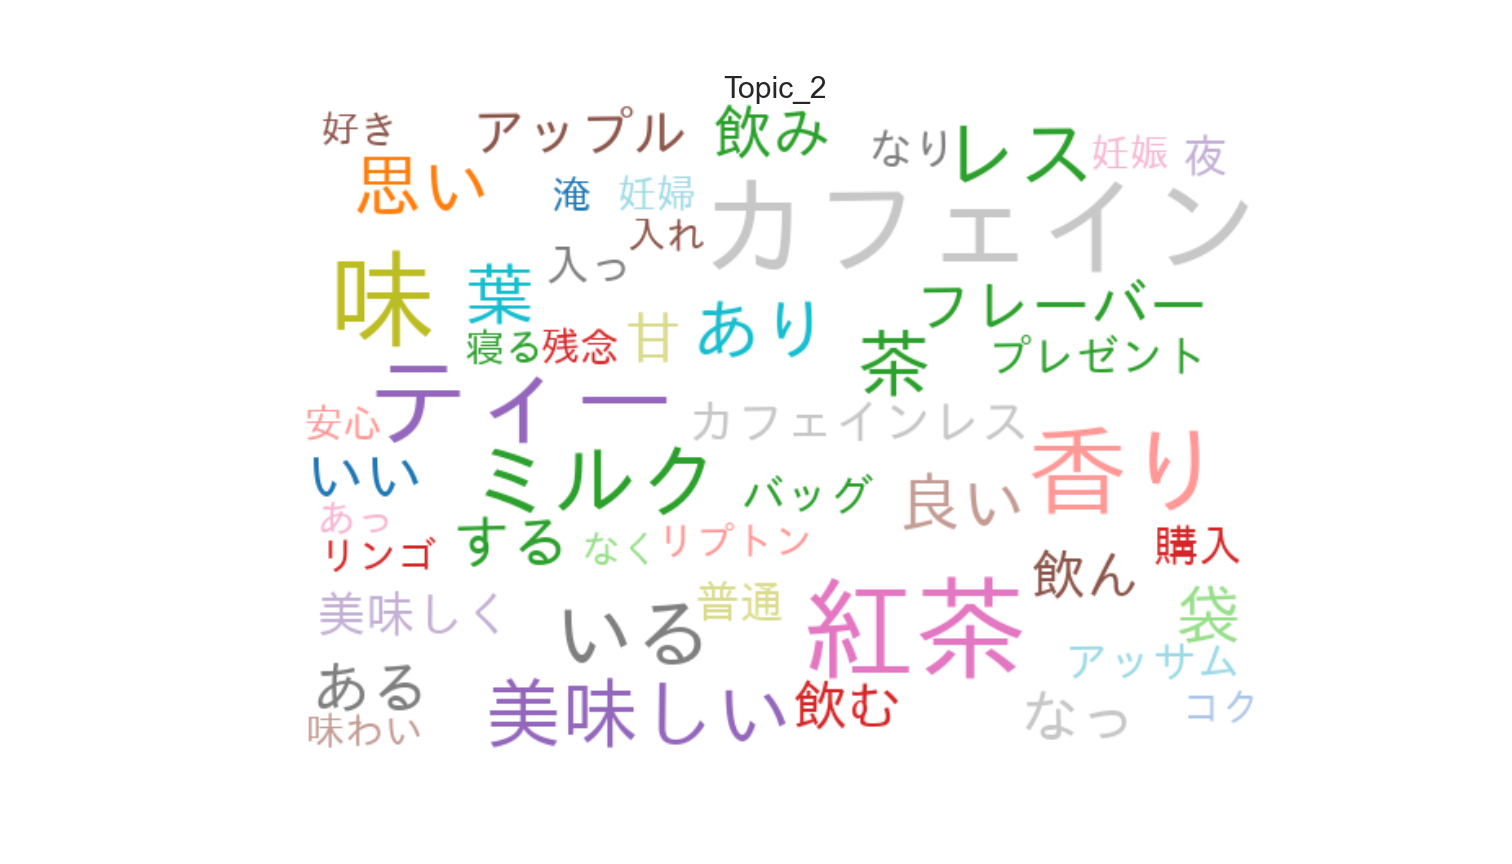 Topic_2
好き アップル 飲み なり レス 妊娠 夜
思い 淹 妊婦 カフェイン
入れ
味 葉 入っ
あり フレーバー
寝る 残念 甘 茶 プレゼント
ティー
安心 カフェインレス
いい ミルク バッグ 良い 香り
あっ
リンゴ する なく リプトン 購入
飲ん
美味しく いる 普通 紅茶 袋
アッサム
ある 美味しい 飲む なっ コク
味わい